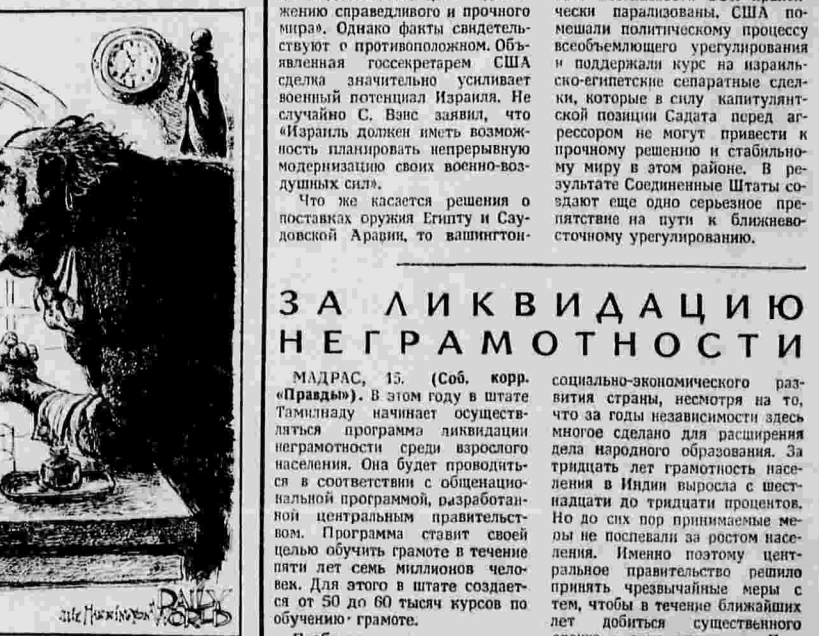 жению справедливого и прочного
мира». Однако факты свидетель-
ствуют о противоположном. Объ-
явленная госсекретарем США
сделка значительно усиливает
военный потенциал Израиля. Не
случайно С. Вэнс заявил, что
«Израиль должен иметь возмож-
ность планировать непрерывную
модернизацию своих военно-воз-
душных сил».
Что же касается решения о
поставках оружия Египту и Сау-
довской Аравии, то вашингтон-
чески парализованы. США по-
мешали политическому процессу
всеобъемлющего урегулирования
и поддержали курс на израиль-
ско-египетские сепаратные сдел-
ки, которые в силу капитулянт-
ской позиции Садата перед аг-
рессором не могут привести к
прочному решению и стабильно-
му миру в этом районе. В ре-
зультате Соединенные Штаты со-
здают еще одно серьезное пре-
пятствие на пути к ближнево-
сточному урегулированию.
ЗА ЛИКВИДАЦИЮ
НЕГРАМОТНОСТИ
МАДРАС, 15. (Соб. корр.
«Правды»). В этом году в штате
Тамилнаду начинает осуществ-
ляться программа ликвидации
неграмотности среди взрослого
населения. Она будет проводить-
ся в соответствии с общенацио-
нальной программой, разработан-
ной центральным правительст-
вом. Программа ставит своей
целью обучить грамоте в течение
пяти лет семь миллионов чело-
век. Для этого в штате создает-
ся от 50 до 60 тысяч курсов по
обучению грамоте.
социально-экономического раз-
вития страны, несмотря на то,
что за годы независимости здесь
многое сделано для расширения
дела народного образования. За
тридцать лет грамотность насе-
ления в Индии выросла с шест-
надцати до тридцати процентов.
Но до сих пор принимаемые ме-
ры не поспевали за ростом насе-
ления. Именно поэтому цент-
ральное правительство решило
принять чрезвычайные меры с
тем, чтобы в течение ближайших
лет добиться существенного
DAILY
WORLD